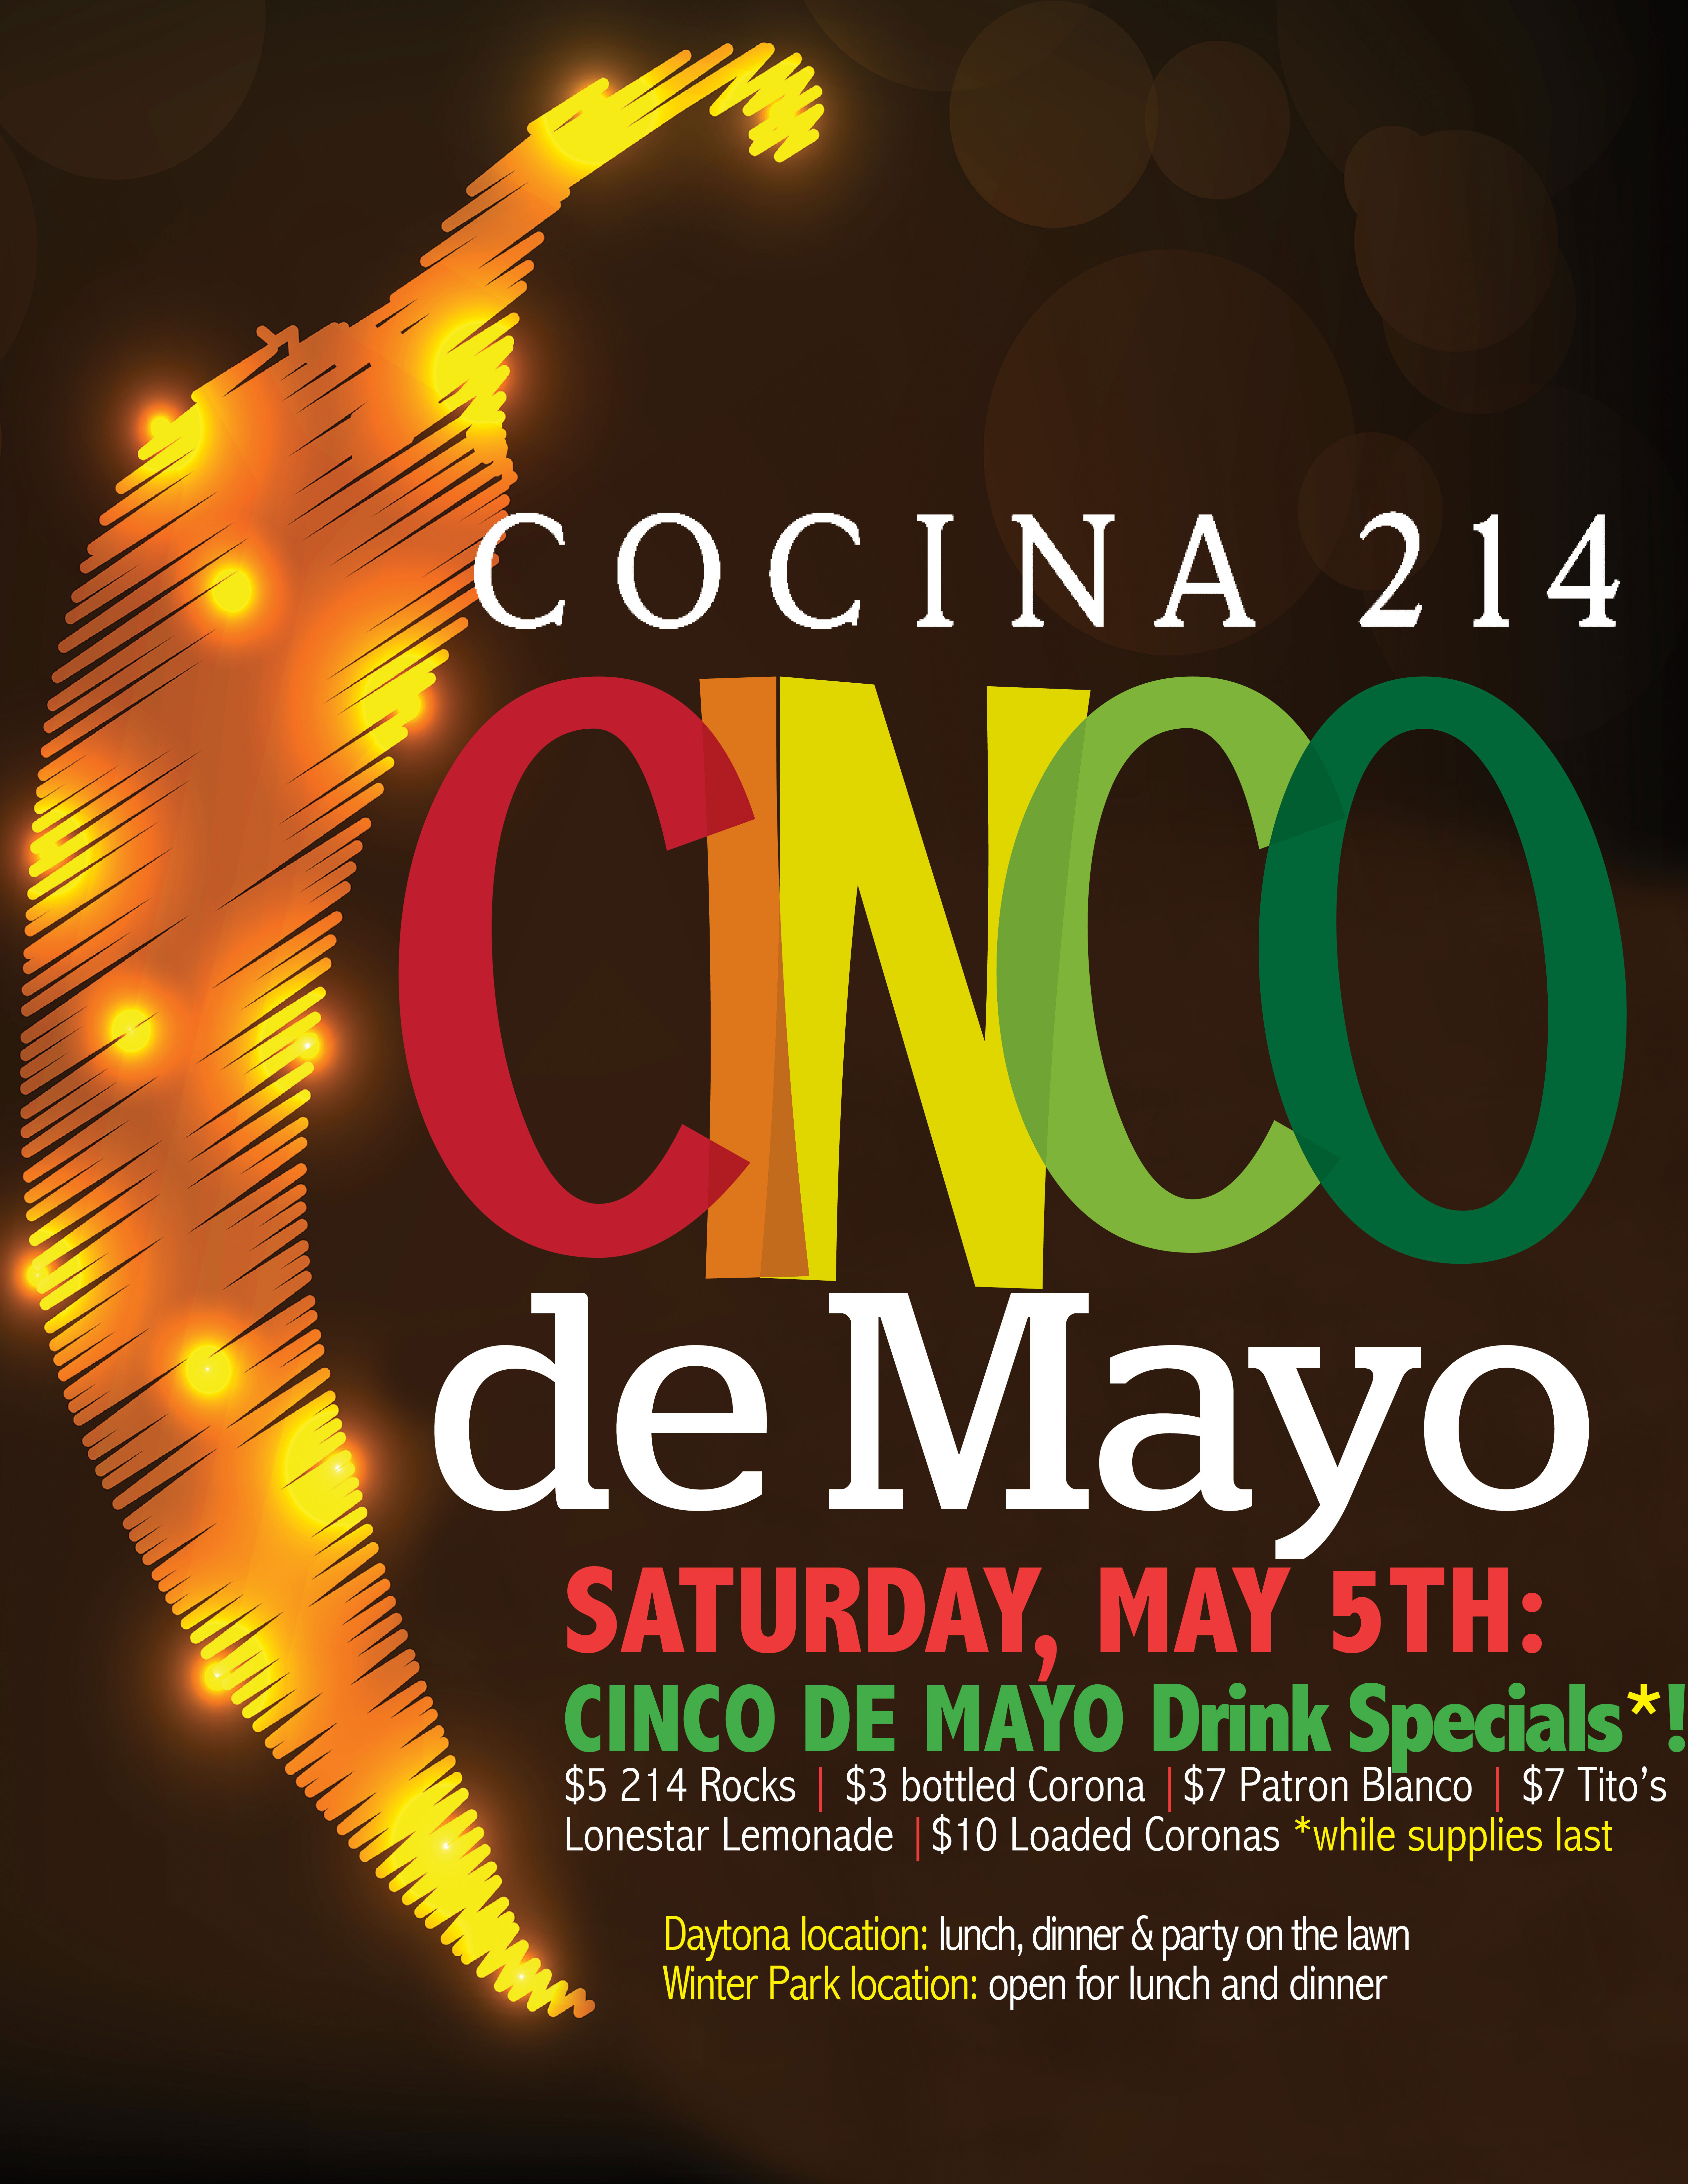 COCINA 214
CINCO
de Mayo
SATURDAY, MAY 5TH:
CINCO DE MAYO Drink Specials*!
$5 214 Rocks | $3 bottled Corona | $7 Patron Blanco | $7 Tito's
Lonestar Lemonade | $10 Loaded Coronas *while supplies last
Daytona location: lunch, dinner & party on the lawn
Winter Park location: open for lunch and dinner